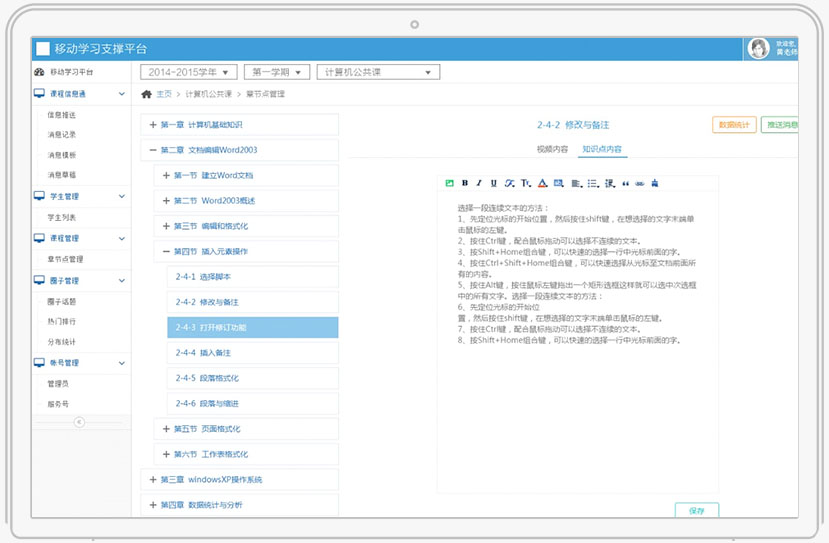 移动学习支撑平台
欢迎您,
黄老师
移动学习平台
2014-2015学年
第一学期
计算机公共课
主页 > 计算机公共课 > 章节点管理
课程信息通
信息推送
消息记录
消息模板
消息草稿
学生管理
学生列表
课程管理
章节点管理
圈子管理
圈子话题
热门排行
分布统计
帐号管理
管理员
服务号
第一章 计算机基础知识
第二章 文档编辑Word2003
第一节 建立Word文档
第二节 Word2003概述
第三节 编辑和格式化
第四节 插入元素操作
2-4-1 选择脚本
2-4-2 修改与备注
2-4-3 打开修订功能
2-4-4 插入备注
2-4-5 段落格式化
2-4-6 段落与缩进
第五节 页面格式化
第六节 工作表格式化
第三章 windowsXP操作系统
第四章 数据统计与分析
2-4-2 修改与备注
数据统计
推送消息
视频内容
知识点内容
选择一段连续文本的方法：
1、先定位光标的开始位置，然后按住shift键，在想选择的文字末端单
击鼠标的左键。
2、按住Ctrl键，配合鼠标拖动可以选择不连续的文本。
3、按Shift+Home组合键，可以快速的选择一行中光标前面的字。
4、按住Ctrl+Shift+Home组合键，可以快速选择从光标至文档前面所
有的内容。
5、按住Alt键，按住鼠标左键拖出一个矩形选框这样就可以选中次选框
中的所有文字。选择一段连续文本的方法：
6、先定位光标的开始位
置，然后按住shift键，在想选择的文字末端单击鼠标的左键。
7、按住Ctrl键，配合鼠标拖动可以选择不连续的文本。
8、按Shift+Home组合键，可以快速的选择一行中光标前面的字。
保存